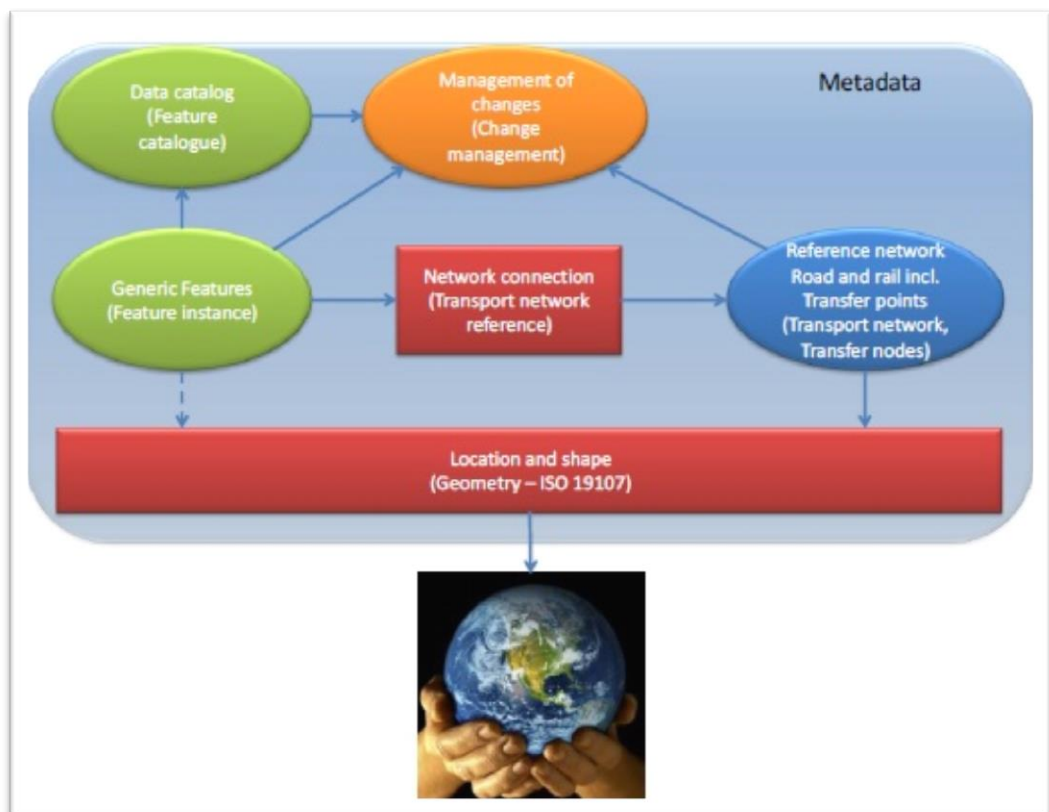 Metadata
Data catalog
(Feature
catalogue)
Management of
changes
(Change
management)
Generic Features
(Feature instance)
Network connection
(Transport network
reference)
Reference network
Road and rail incl.
Transfer points
(Transport network,
Transfer nodes)
Location and shape
(Geometry – ISO 19107)